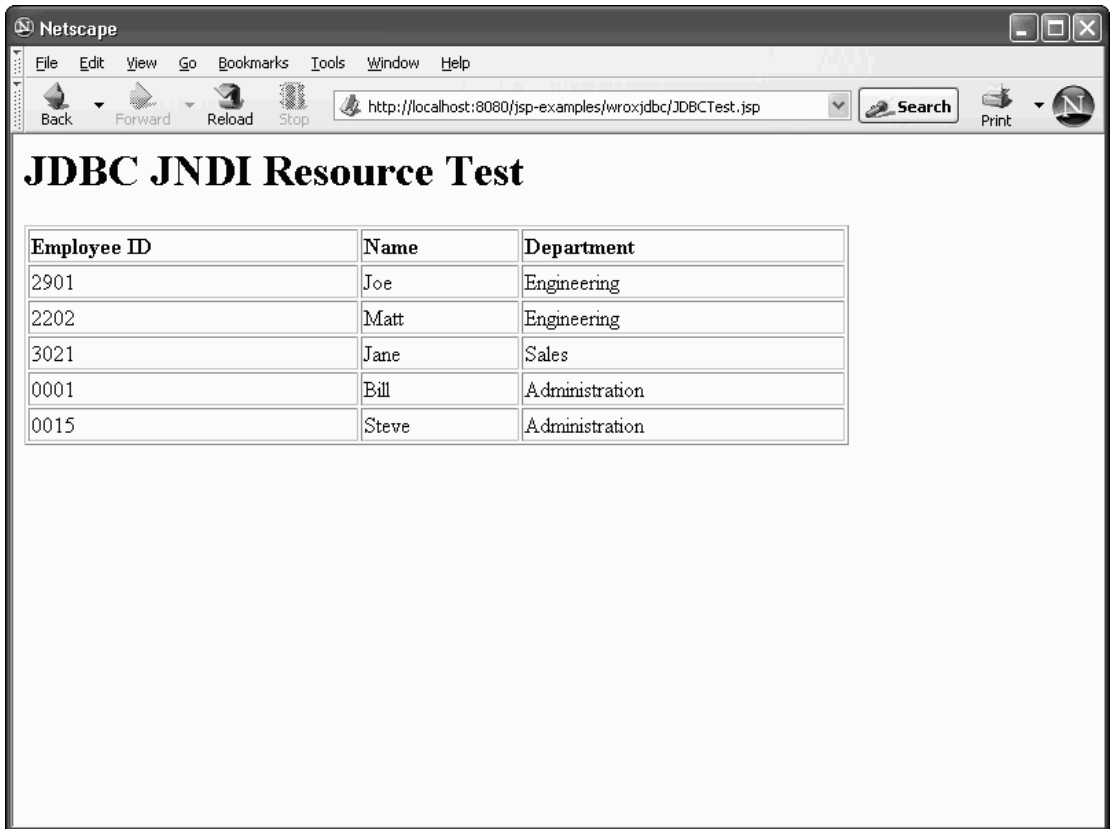 Netscape
File Edit View Go Bookmarks Tools Window Help
Back Forward Reload Stop http://localhost:8080/jsp-examples/wroxjdbc/JDBCTest.jsp Search Print N
JDBC JNDI Resource Test
Employee ID Name Department
2901 Joe Engineering
2202 Matt Engineering
3021 Jane Sales
0001 Bill Administration
0015 Steve Administration